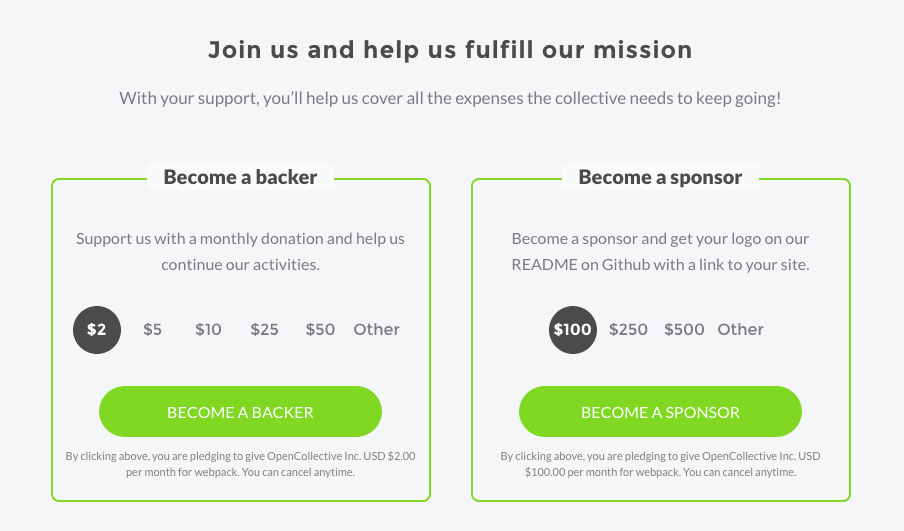 Join us and help us fulfill our mission
With your support, you’ll help us cover all the expenses the collective needs to keep going!
Become a backer
Support us with a monthly donation and help us
continue our activities.
$2 $5 $10 $25 $50 Other
BECOME A BACKER
By clicking above, you are pledging to give OpenCollective Inc. USD $2.00
per month for webpack. You can cancel anytime.
Become a sponsor
Become a sponsor and get your logo on our
README on Github with a link to your site.
$100 $250 $500 Other
BECOME A SPONSOR
By clicking above, you are pledging to give OpenCollective Inc. USD
$100.00 per month for webpack. You can cancel anytime.